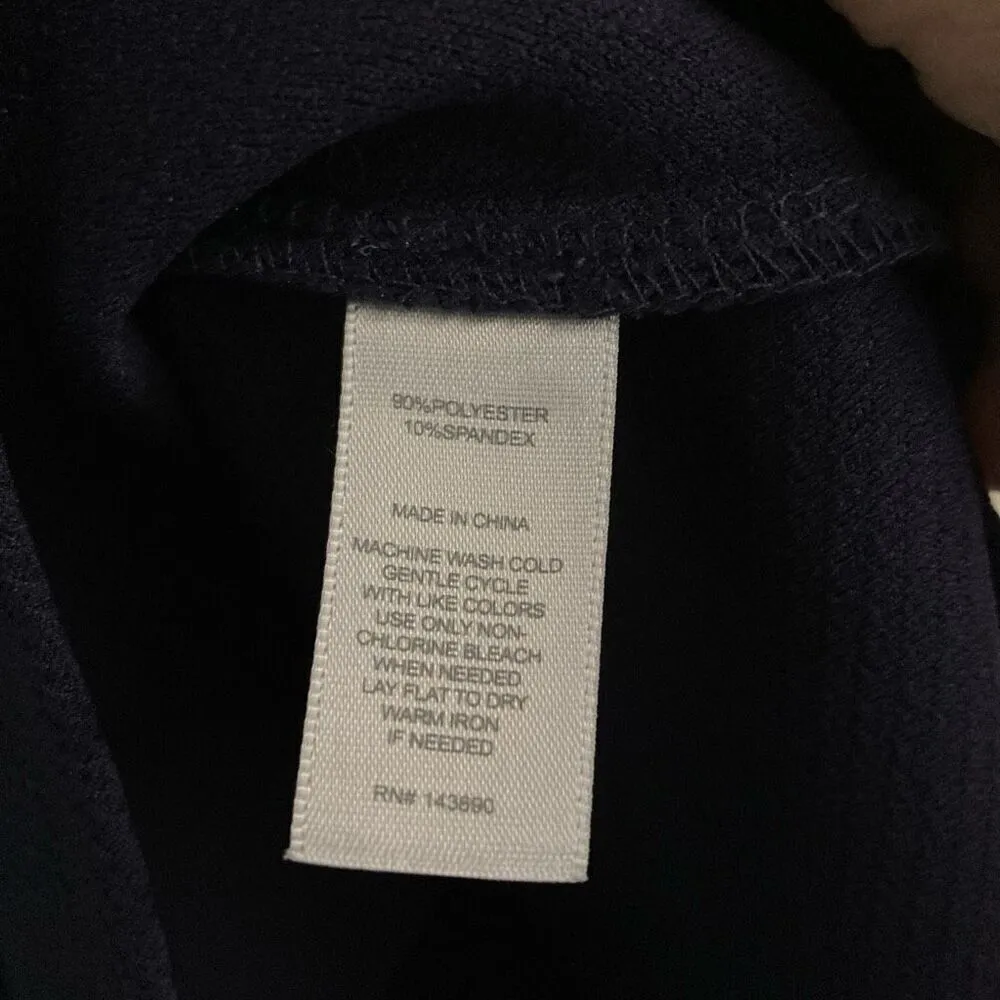 90%POLYESTER
10%SPANDEX
MADE IN CHINA
MACHINE WASH COLD
GENTLE CYCLE
WITH LIKE COLORS
USE ONLY NON-
CHLORINE BLEACH
WHEN NEEDED
LAY FLAT TO DRY
WARM IRON
IF NEEDED
RN# 143690